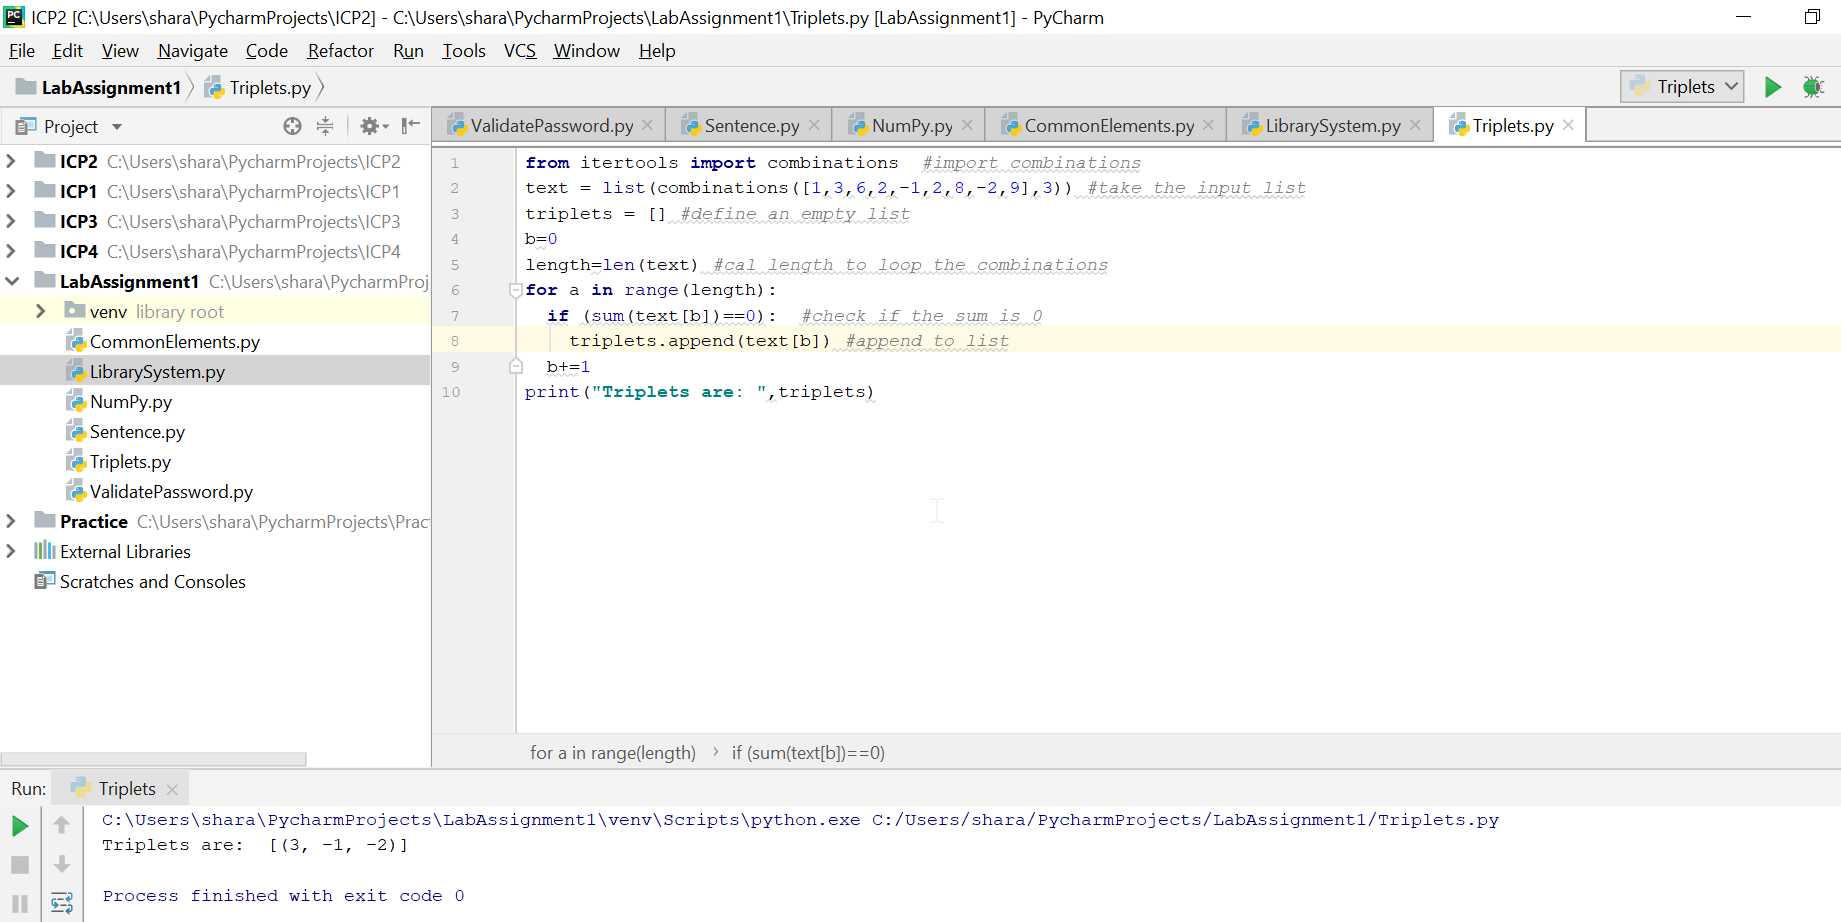 ICP2 [C:\Users\shara\PycharmProjects\ICP2] - C:\Users\shara\PycharmProjects\LabAssignment1\Triplets.py [LabAssignment1] - PyCharm
File Edit View Navigate Code Refactor Run Tools VCS Window Help
LabAssignment1 Triplets.py Triplets
Project ValidatePassword.py Sentence.py NumPy.py CommonElements.py LibrarySystem.py Triplets.py
ICP2 C:\Users\shara\PycharmProjects\ICP2
ICP1 C:\Users\shara\PycharmProjects\ICP1
ICP3 C:\Users\shara\PycharmProjects\ICP3
ICP4 C:\Users\shara\PycharmProjects\ICP4
LabAssignment1 C:\Users\shara\PycharmProj
venv library root
CommonElements.py
LibrarySystem.py
NumPy.py
Sentence.py
Triplets.py
ValidatePassword.py
Practice C:\Users\shara\PycharmProjects\Prac
External Libraries
Scratches and Consoles
1 from itertools import combinations #import combinations
2 text = list(combinations([1,3,6,2,-1,2,8,-2,9],3)) #take the input list
3 triplets = [] #define an empty list
4 b=0
5 length=len(text) #cal length to loop the combinations
6 for a in range(length):
7 if (sum(text[b])==0): #check if the sum is 0
8 triplets.append(text[b]) #append to list
9 b+=1
10 print("Triplets are: ",triplets)
for a in range(length) › if (sum(text[b])==0)
Run: Triplets
C:\Users\shara\PycharmProjects\LabAssignment1\venv\Scripts\python.exe C:/Users/shara/PycharmProjects/LabAssignment1/Triplets.py
Triplets are: [(3, -1, -2)]
Process finished with exit code 0